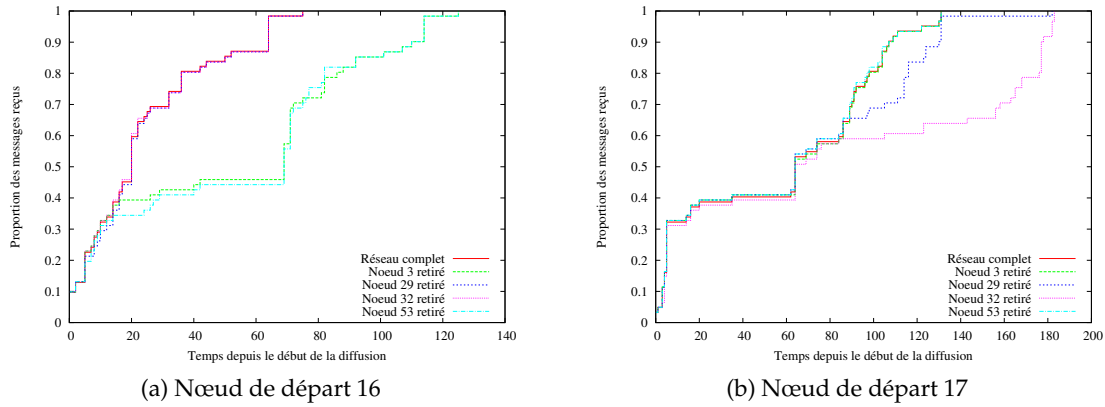 1
0.9
0.8
0.7
0.6
0.5
0.4
0.3
0.2
0.1
0
Proportion des messages reçus
Réseau complet
Noeud 3 retiré
Noeud 29 retiré
Noeud 32 retiré
Noeud 53 retiré
0 20 40 60 80 100 120 140
Temps depuis le début de la diffusion
(a) Nœud de départ 16
1
0.9
0.8
0.7
0.6
0.5
0.4
0.3
0.2
0.1
0
Proportion des messages reçus
Réseau complet
Noeud 3 retiré
Noeud 29 retiré
Noeud 32 retiré
Noeud 53 retiré
0 20 40 60 80 100 120 140 160 180 200
Temps depuis le début de la diffusion
(b) Nœud de départ 17